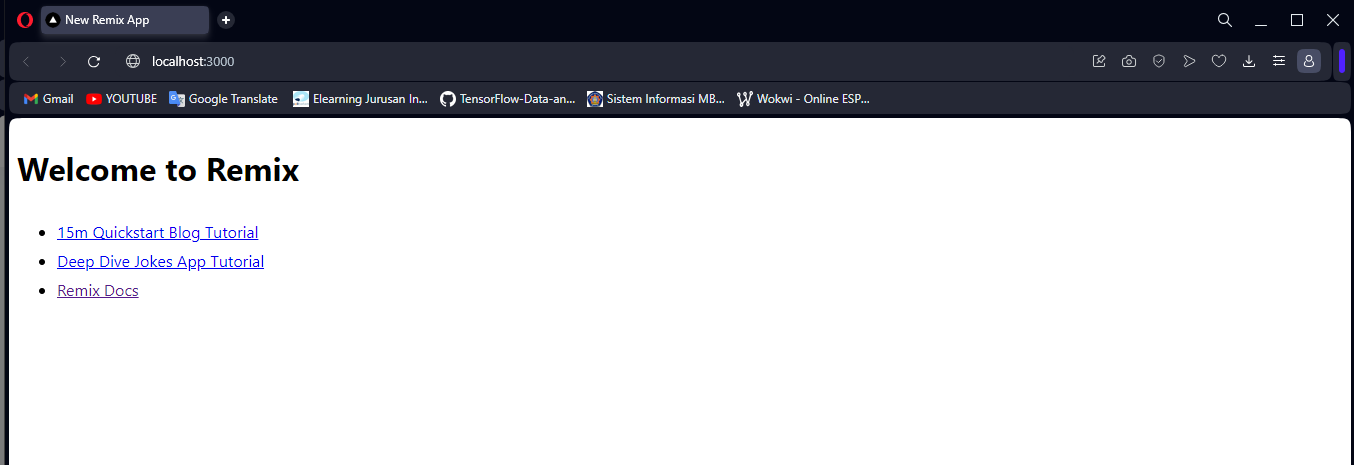 New Remix App
localhost:3000
Gmail YOUTUBE Google Translate Elearning Jurusan In... TensorFlow-Data-an... Sistem Informasi MB... Wokwi - Online ESP...
Welcome to Remix
15m Quickstart Blog Tutorial
Deep Dive Jokes App Tutorial
Remix Docs